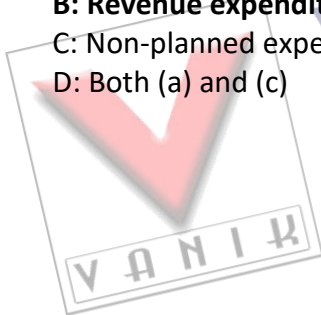 B: Revenue expendit
C: Non-planned expe
D: Both (a) and (c)
VANIK